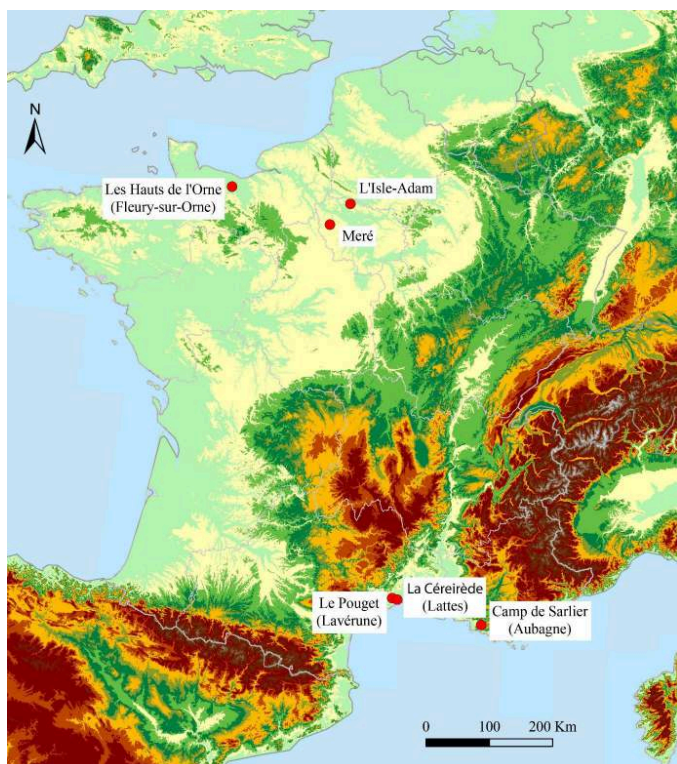 N
Les Hauts de l'Orne
(Fleury-sur-Orne)
L'Isle-Adam
Meré
Le Pouget
(Lavérune)
La Céreirède
(Lattes)
Camp de Sarlier
(Aubagne)
0 100 200 Km